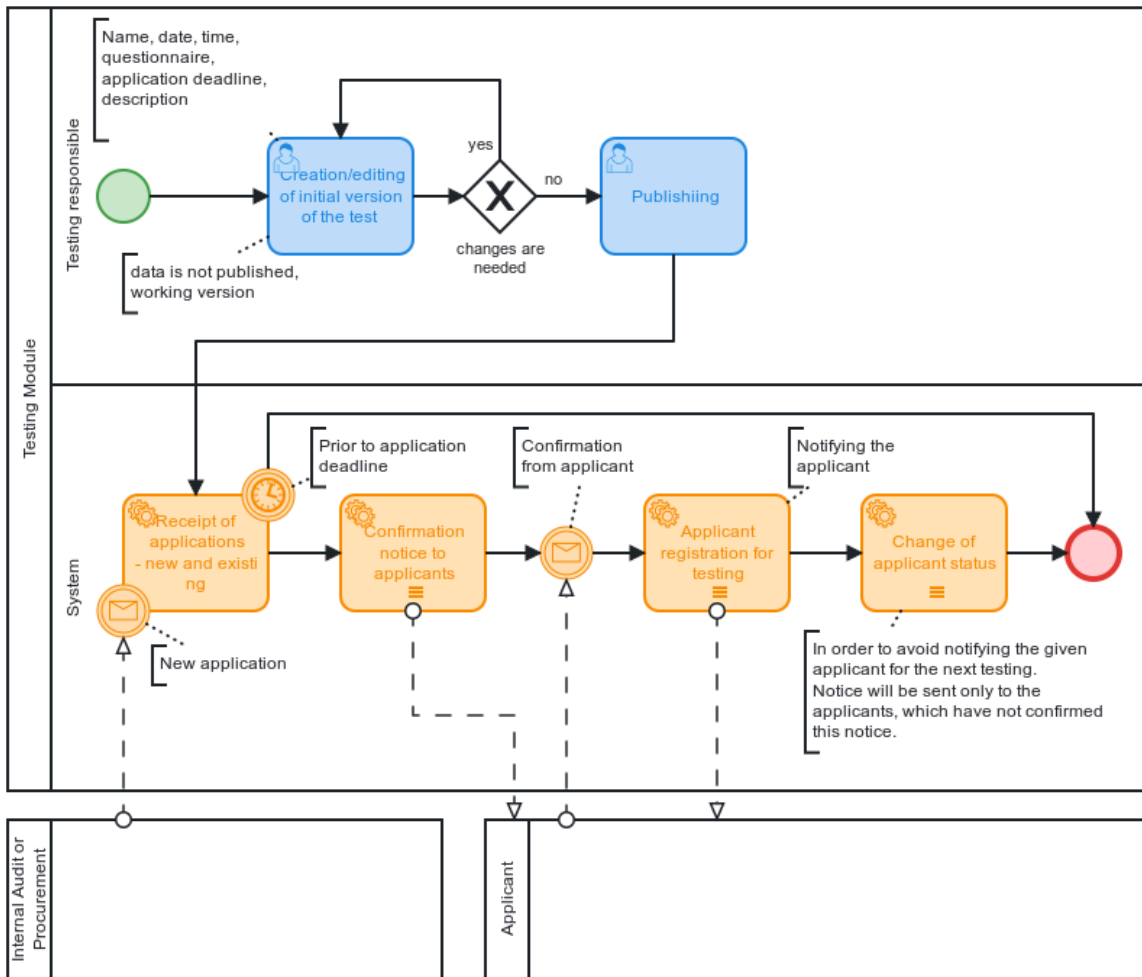 Testing Module
Testing responsible
Name, date, time,
questionnaire,
application deadline,
description
Creation/editing
of initial version
of the test
data is not published,
working version
yes
no
changes are
needed
Publishiing
System
Receipt of
applications
- new and existi
ng
Prior to application
deadline
New application
Confirmation
notice to
applicants
Confirmation
from applicant
Applicant
registration for
testing
Notifying the
applicant
Change of
applicant status
In order to avoid notifying the given
applicant for the next testing.
Notice will be sent only to the
applicants, which have not confirmed
this notice.
Internal Audit or
Procurement
Applicant